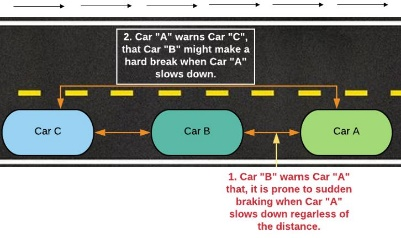 2. Car "A" warns Car "C",
that Car "B" might make a
hard break when Car "A"
slows down.
Car C
Car B
Car A
1. Car "B" warns Car "A"
that, it is prone to sudden
braking when Car "A"
slows down regarless of
the distance.